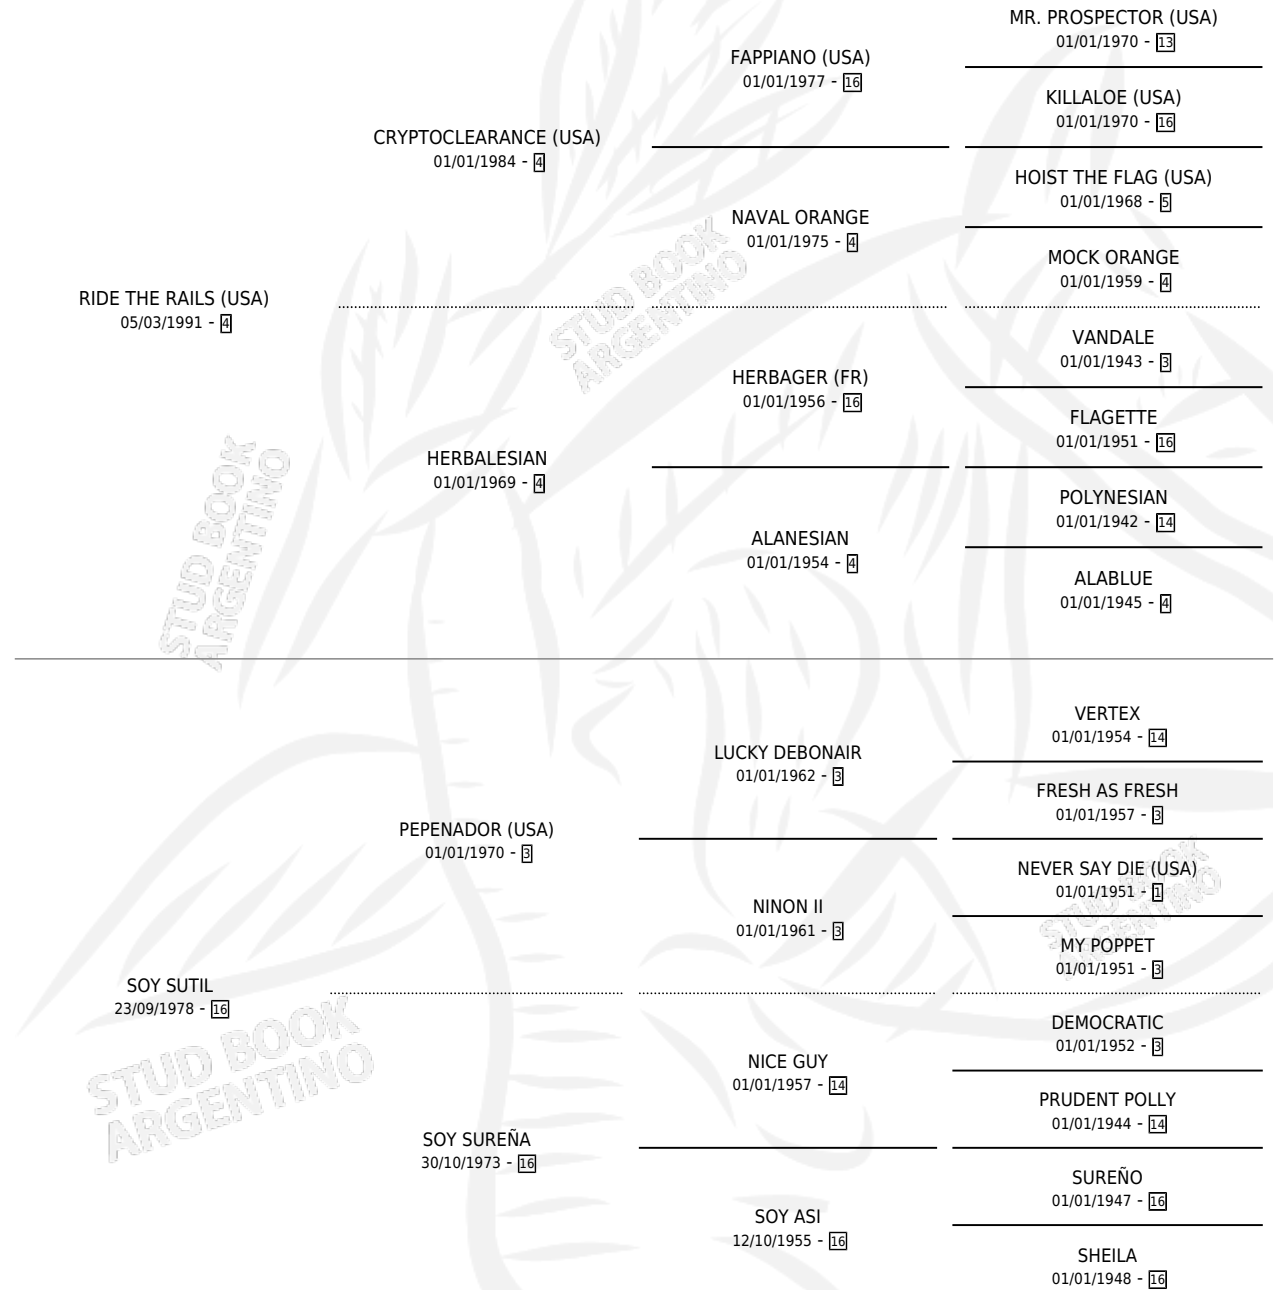 MR. PROSPECTOR (USA)
01/01/1970 - 13
FAPPIANO (USA)
01/01/1977 - 16
KILLALOE (USA)
01/01/1970 - 16
CRYPTOCLEARANCE (USA)
01/01/1984 - 4
HOIST THE FLAG (USA)
01/01/1968 - 5
NAVAL ORANGE
01/01/1975 - 4
MOCK ORANGE
01/01/1959 - 4
RIDE THE RAILS (USA)
05/03/1991 - 4
VANDALE
01/01/1943 - 3
HERBAGER (FR)
01/01/1956 - 16
FLAGETTE
01/01/1951 - 16
HERBALESIAN
01/01/1969 - 4
POLYNESIAN
01/01/1942 - 14
ALANESIAN
01/01/1954 - 4
ALABLUE
01/01/1945 - 4
VERTEX
01/01/1954 - 14
LUCKY DEBONAIR
01/01/1962 - 3
FRESH AS FRESH
01/01/1957 - 3
PEPENADOR (USA)
01/01/1970 - 3
NEVER SAY DIE (USA)
01/01/1951 - 1
NINON II
01/01/1961 - 3
MY POPPET
01/01/1951 - 3
SOY SUTIL
23/09/1978 - 16
DEMOCRATIC
01/01/1952 - 3
NICE GUY
01/01/1957 - 14
PRUDENT POLLY
01/01/1944 - 14
SOY SUREÑA
30/10/1973 - 16
SUREÑO
01/01/1947 - 16
SOY ASI
12/10/1955 - 16
SHEILA
01/01/1948 - 16
STUD BOOK
ARGENTINO
STUD BOOK
ARGENTINO
STUD BOOK
ARGENTINO
STUD BOOK
ARGENTINO